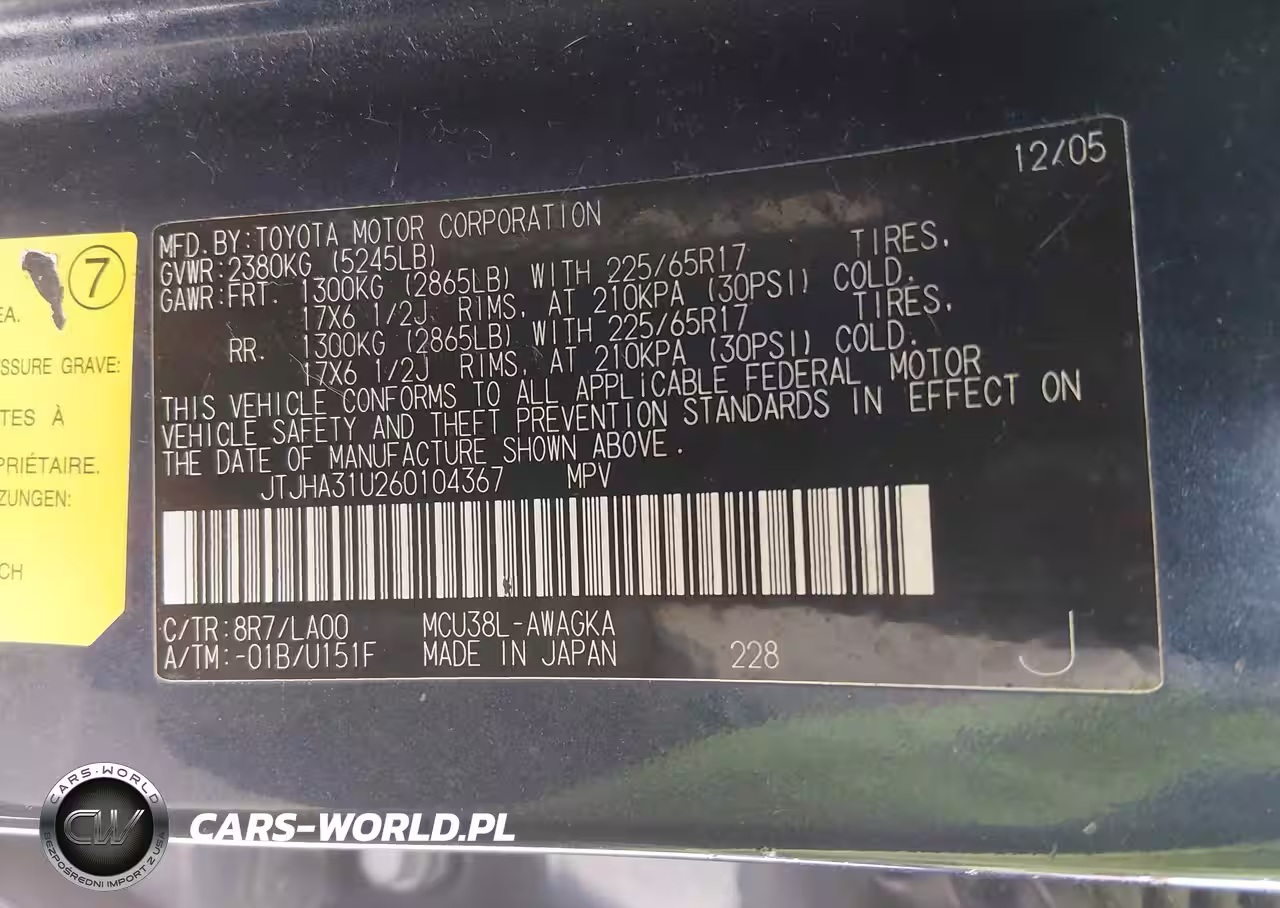 12/05
MFD.BY:TOYOTA MOTOR CORPORATION
GVWR:2380KG (5245LB)
GAWR:FRT. 1300KG (2865LB) WITH 225/65R17 TIRES,
17X6 1/2J RIMS, AT 210KPA (30PSI) COLD.
RR. 1300KG (2865LB) WITH 225/65R17 TIRES,
17X6 1/2J RIMS, AT 210KPA (30PSI) COLD.
THIS VEHICLE CONFORMS TO ALL APPLICABLE FEDERAL MOTOR
VEHICLE SAFETY AND THEFT PREVENTION STANDARDS IN EFFECT ON
THE DATE OF MANUFACTURE SHOWN ABOVE.
JTJHA31U260104367 MPV
C/TR:8R7/LA00 MCU38L-AWAGKA
A/TM:-01B/U151F MADE IN JAPAN 228 J
7
EA.
SSURE GRAVE:
TES À
PRIÉTAIRE.
ZUNGEN:
CH
CARS-WORLD
CW
BEZPOŚREDNI IMPORT Z USA
CARS-WORLD.PL